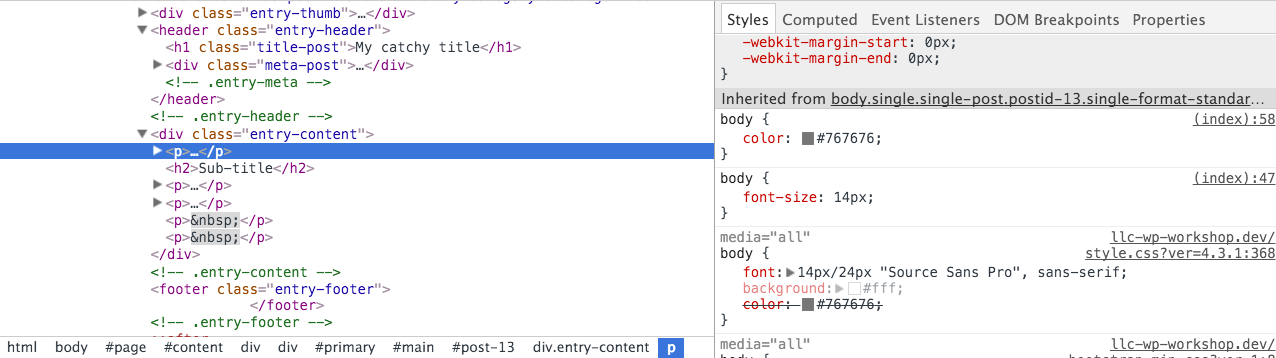 <div class="entry-thumb">…</div>
<header class="entry-header">
<h1 class="title-post">My catchy title</h1>
<div class="meta-post">…</div>
<!-- .entry-meta -->
</header>
<!-- .entry-header -->
<div class="entry-content">
<p>…</p>
<h2>Sub-title</h2>
<p>…</p>
<p>…</p>
<p>&nbsp;</p>
<p>&nbsp;</p>
</div>
<!-- .entry-content -->
<footer class="entry-footer">
</footer>
<!-- .entry-footer -->
html body #page #content div div #primary #main #post-13 div.entry-content p
Styles Computed Event Listeners DOM Breakpoints Properties
-webkit-margin-start: 0px;
-webkit-margin-end: 0px;
}
Inherited from body.single.single-post.postid-13.single-format-standar…
body { (index):58
color: #767676;
}
body { (index):47
font-size: 14px;
}
media="all" llc-wp-workshop.dev/
body { style.css?ver=4.3.1:368
font: 14px/24px "Source Sans Pro", sans-serif;
background: #fff;
color: #767676;
}
media="all" llc-wp-workshop.dev/